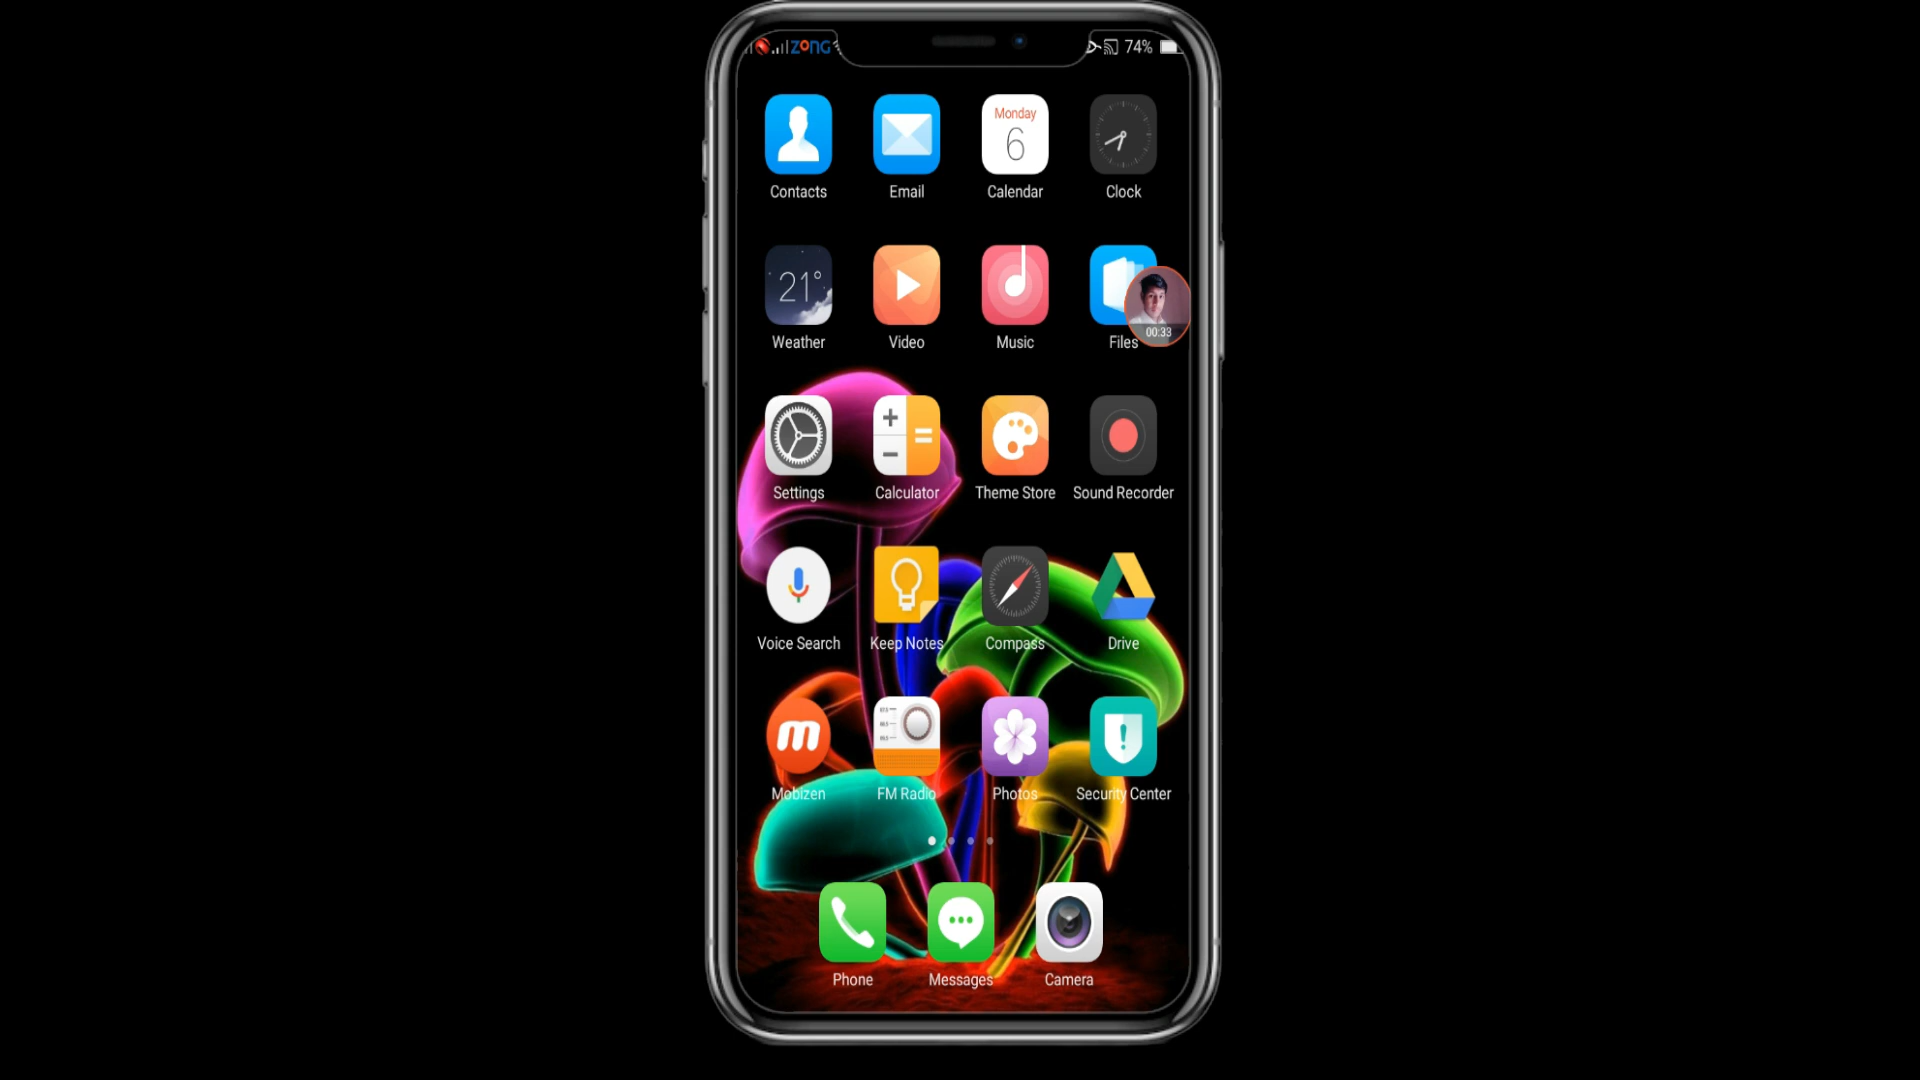 ZONG 74%
Monday
6
Contacts Email Calendar Clock
21°
00:33
Weather Video Music Files
Settings Calculator Theme Store Sound Recorder
Voice Search Keep Notes Compass Drive
m
Mobizen FM Radio Photos Security Center
Phone Messages Camera